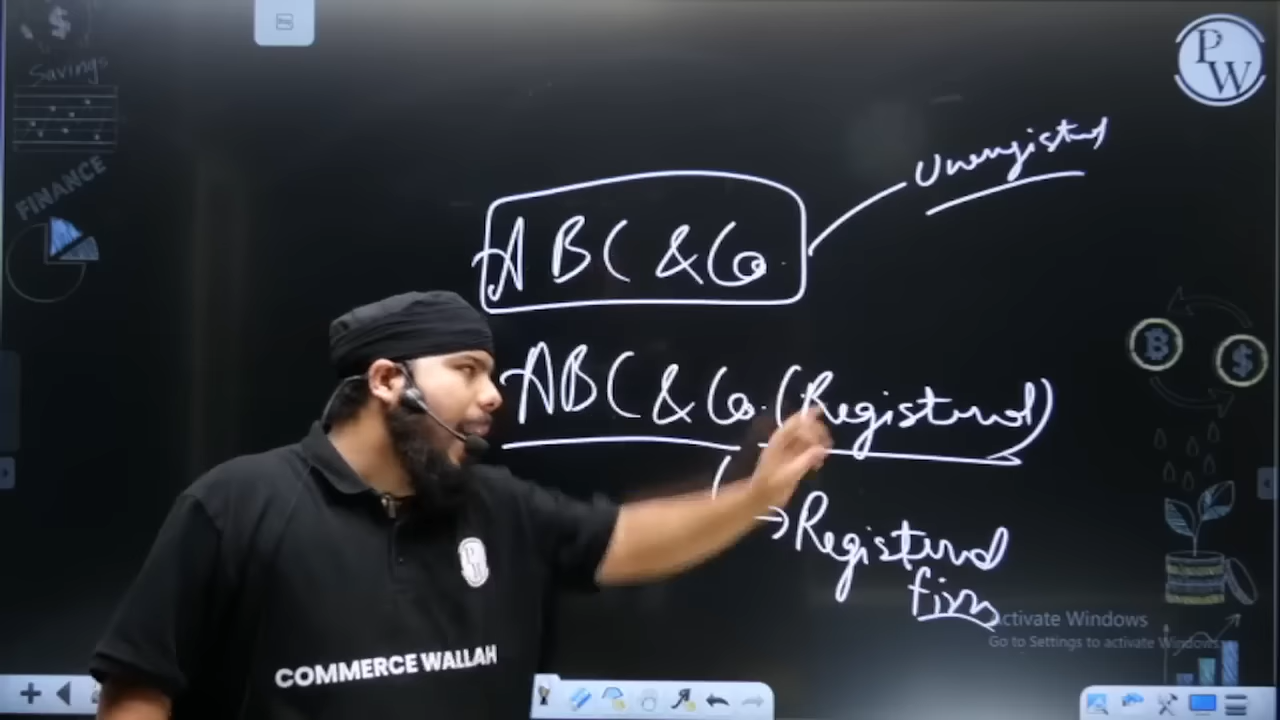 Savings
FINANCE
PW
Unregistered
ABC & Co.
ABC & Co. (Registered)
Registered
firm
Activate Windows
Go to Settings to activate Windows.
COMMERCE WALLAH